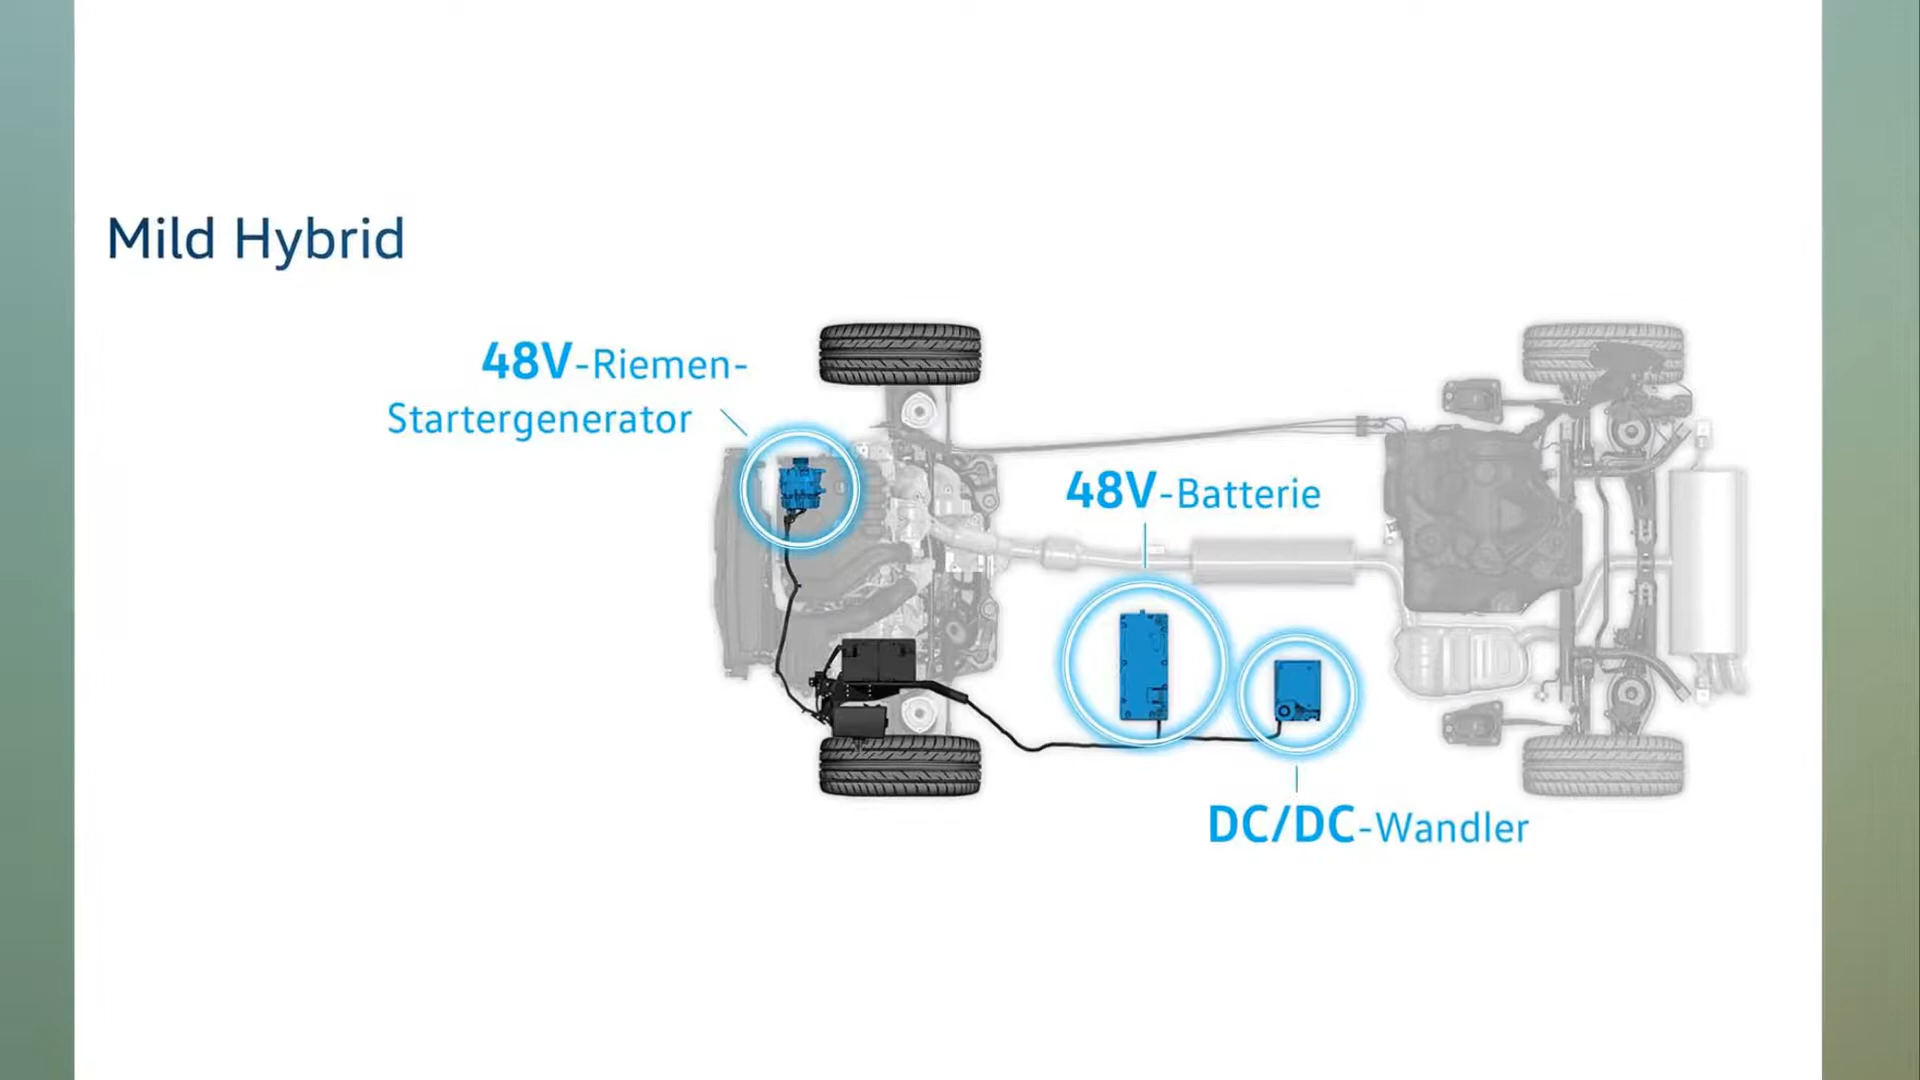 Mild Hybrid
48V-Riemen-
Startergenerator
48V-Batterie
DC/DC-Wandler